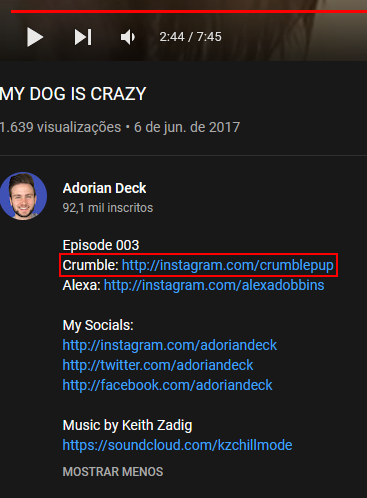 2:44 / 7:45
MY DOG IS CRAZY
1.639 visualizações • 6 de jun. de 2017
Adorian Deck
92,1 mil inscritos
Episode 003
Crumble: http://instagram.com/crumblepup
Alexa: http://instagram.com/alexadobbins
My Socials:
http://instagram.com/adoriandeck
http://twitter.com/adoriandeck
http://facebook.com/adoriandeck
Music by Keith Zadig
https://soundcloud.com/kzchillmode
MOSTRAR MENOS